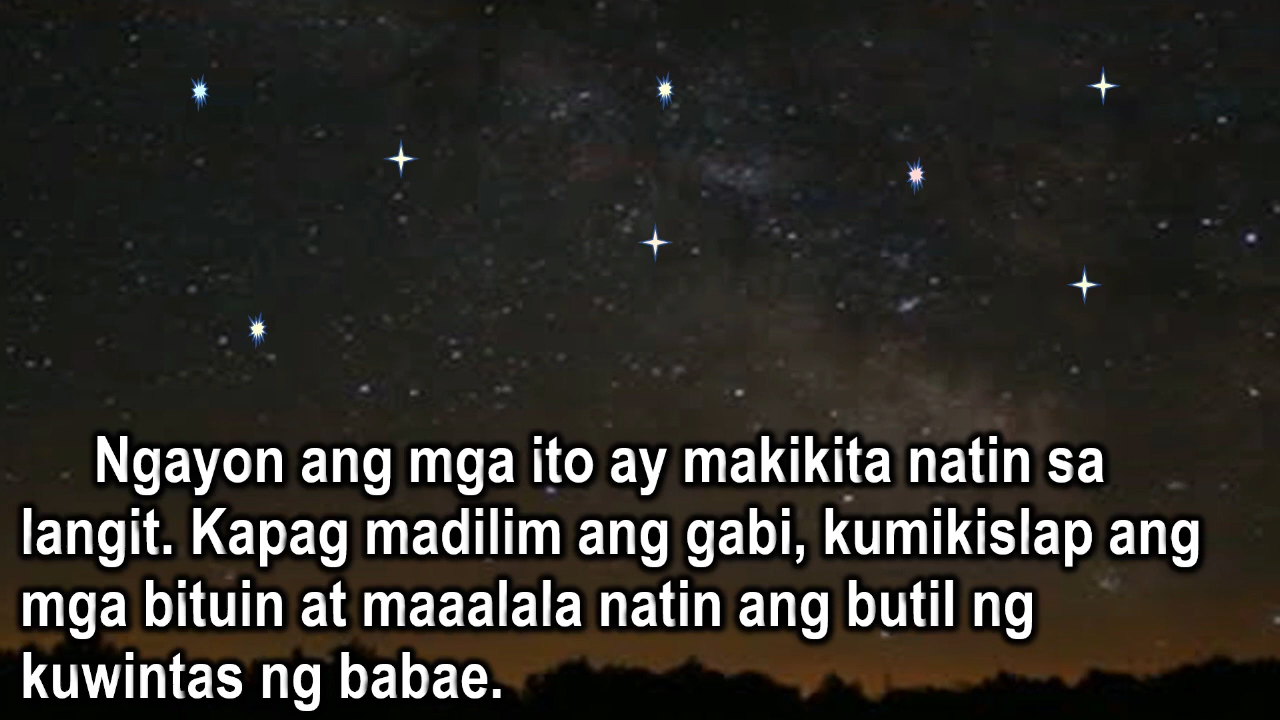 Ngayon ang mga ito ay makikita natin sa
langit. Kapag madilim ang gabi, kumikislap ang
mga bituin at maaalala natin ang butil ng
kuwintas ng babae.